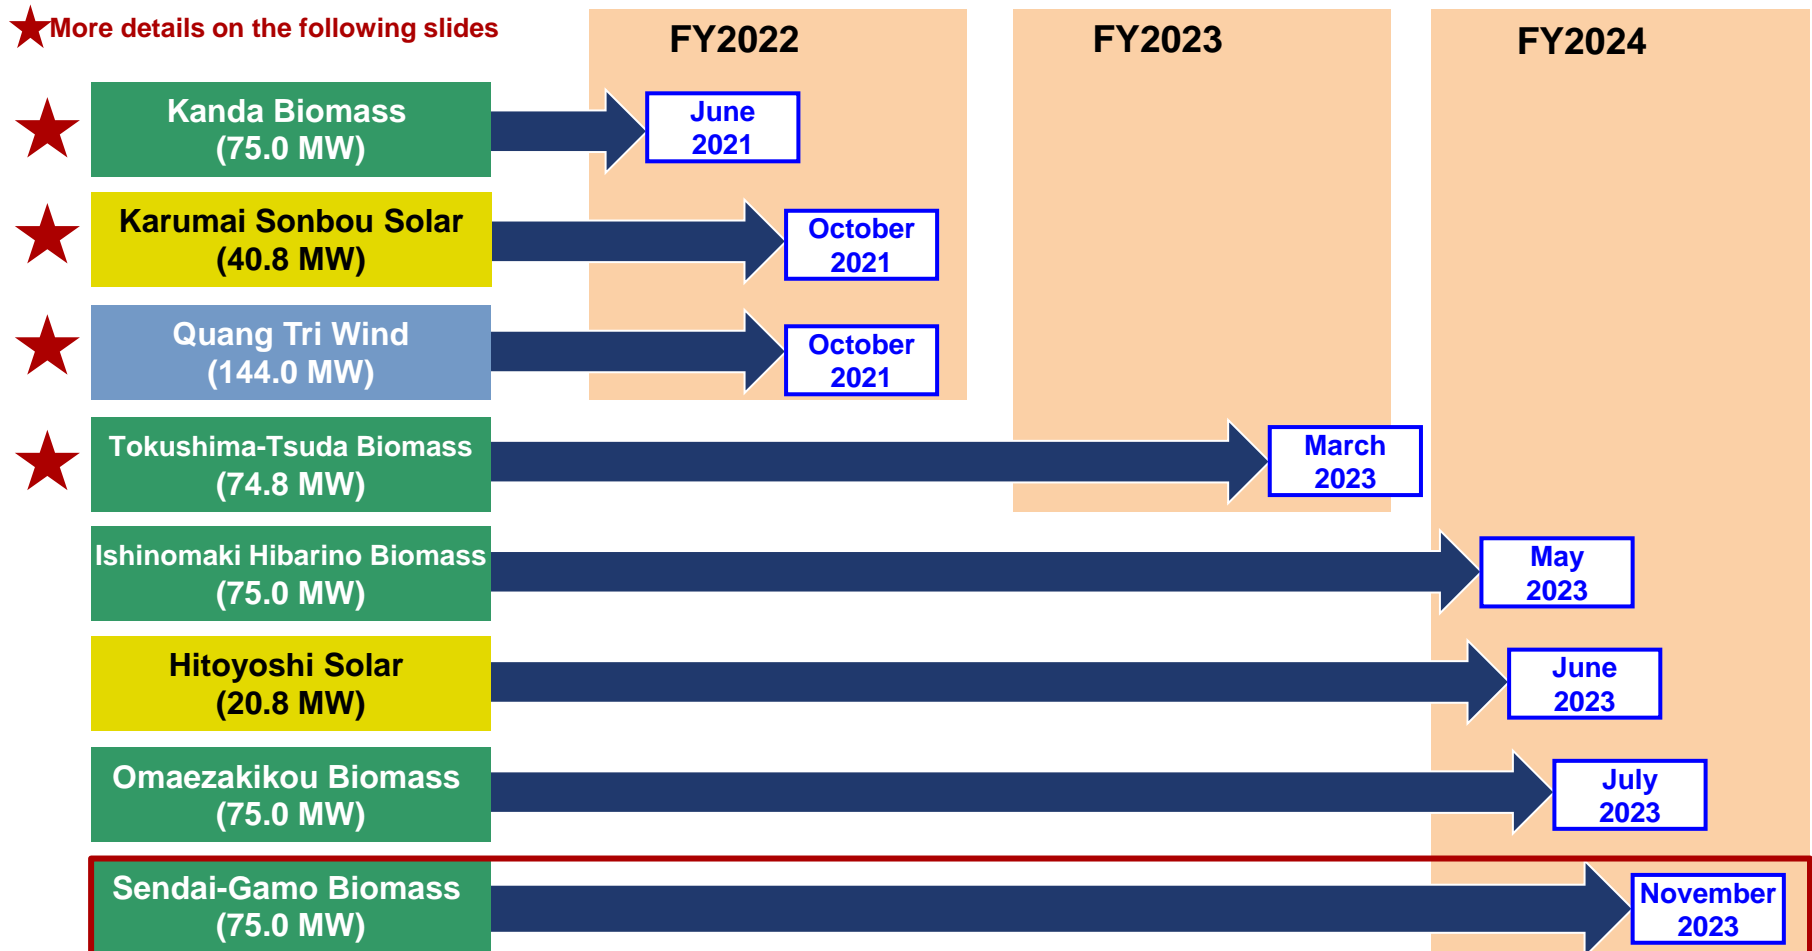 More details on the following slides
FY2022
FY2023
FY2024
Kanda Biomass
(75.0 MW)
June
2021
Karumai Sonbou Solar
(40.8 MW)
October
2021
Quang Tri Wind
(144.0 MW)
October
2021
Tokushima-Tsuda Biomass
(74.8 MW)
March
2023
Ishinomaki Hibarino Biomass
(75.0 MW)
May
2023
Hitoyoshi Solar
(20.8 MW)
June
2023
Omaezakikou Biomass
(75.0 MW)
July
2023
Sendai-Gamo Biomass
(75.0 MW)
November
2023